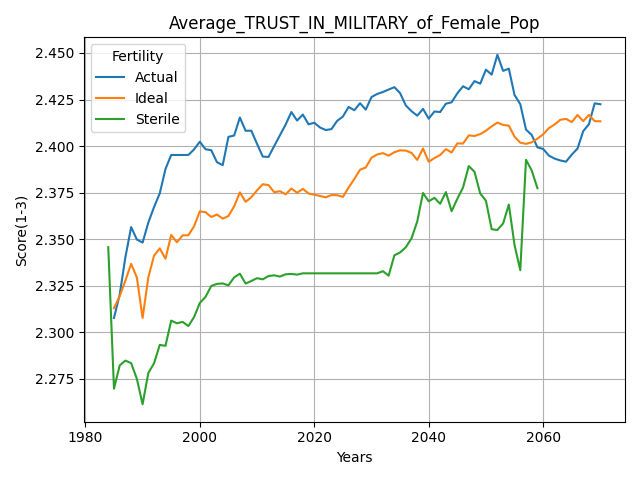 Average_TRUST_IN_MILITARY_of_Female_Pop
Fertility
Actual
Ideal
Sterile
Score(1-3)
2.450
2.425
2.400
2.375
2.350
2.325
2.300
2.275
1980 2000 2020 2040 2060
Years